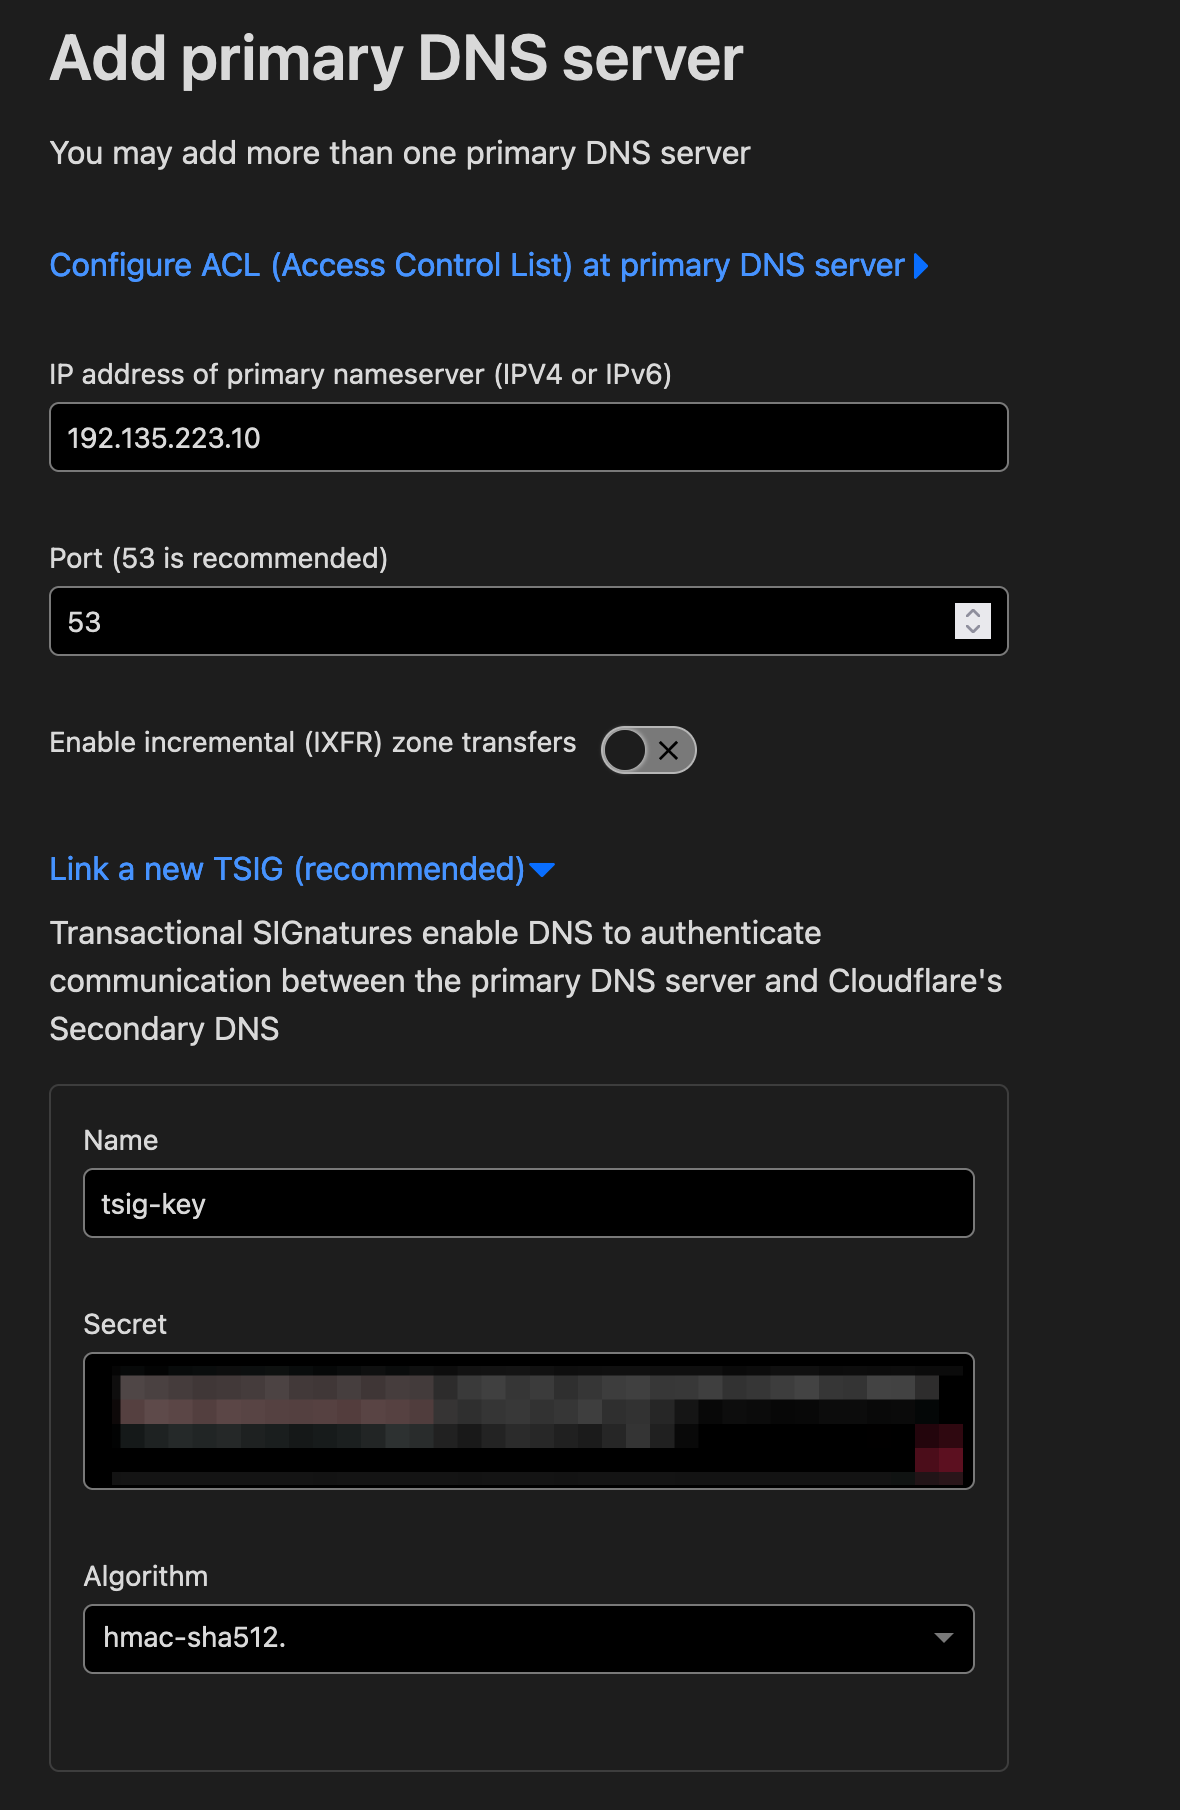 Add primary DNS server
You may add more than one primary DNS server
Configure ACL (Access Control List) at primary DNS server
IP address of primary nameserver (IPV4 or IPv6)
192.135.223.10
Port (53 is recommended)
53
Enable incremental (IXFR) zone transfers
Link a new TSIG (recommended)
Transactional SIGnatures enable DNS to authenticate
communication between the primary DNS server and Cloudflare's
Secondary DNS
Name
tsig-key
Secret
Algorithm
hmac-sha512.